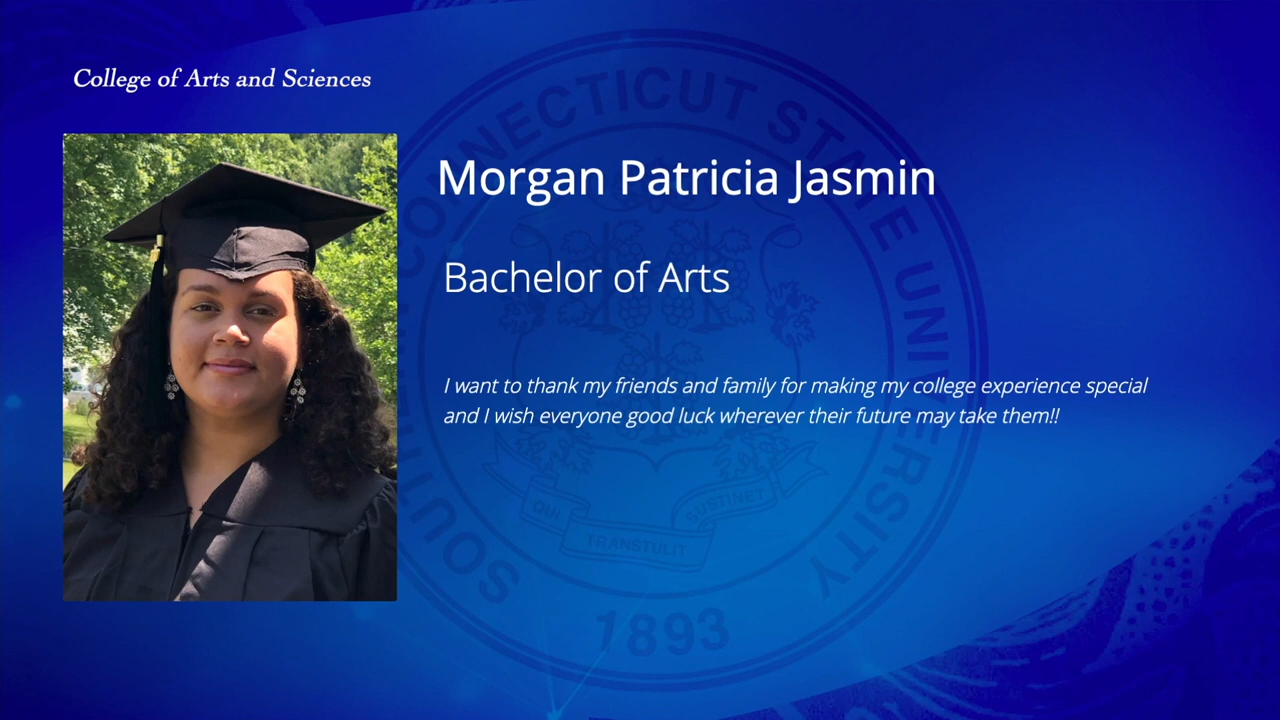 College of Arts and Sciences
Morgan Patricia Jasmin
Bachelor of Arts
I want to thank my friends and family for making my college experience special
and I wish everyone good luck wherever their future may take them!!
SOUTHERN CONNECTICUT STATE UNIVERSITY
QUI TRANSTULIT SUSTINET
1893